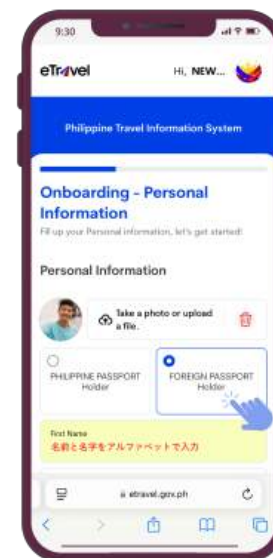 9:30
eTravel
Hi, NEW...
Philippine Travel Information System
Onboarding - Personal
Information
Fill up your Personal information, let's get started!
Personal Information
Take a photo or upload
a file.
PHILIPPINE PASSPORT
Holder
FOREIGN PASSPORT
Holder
First Name
名前と名字をアルファベットで入力
etravel.gov.ph